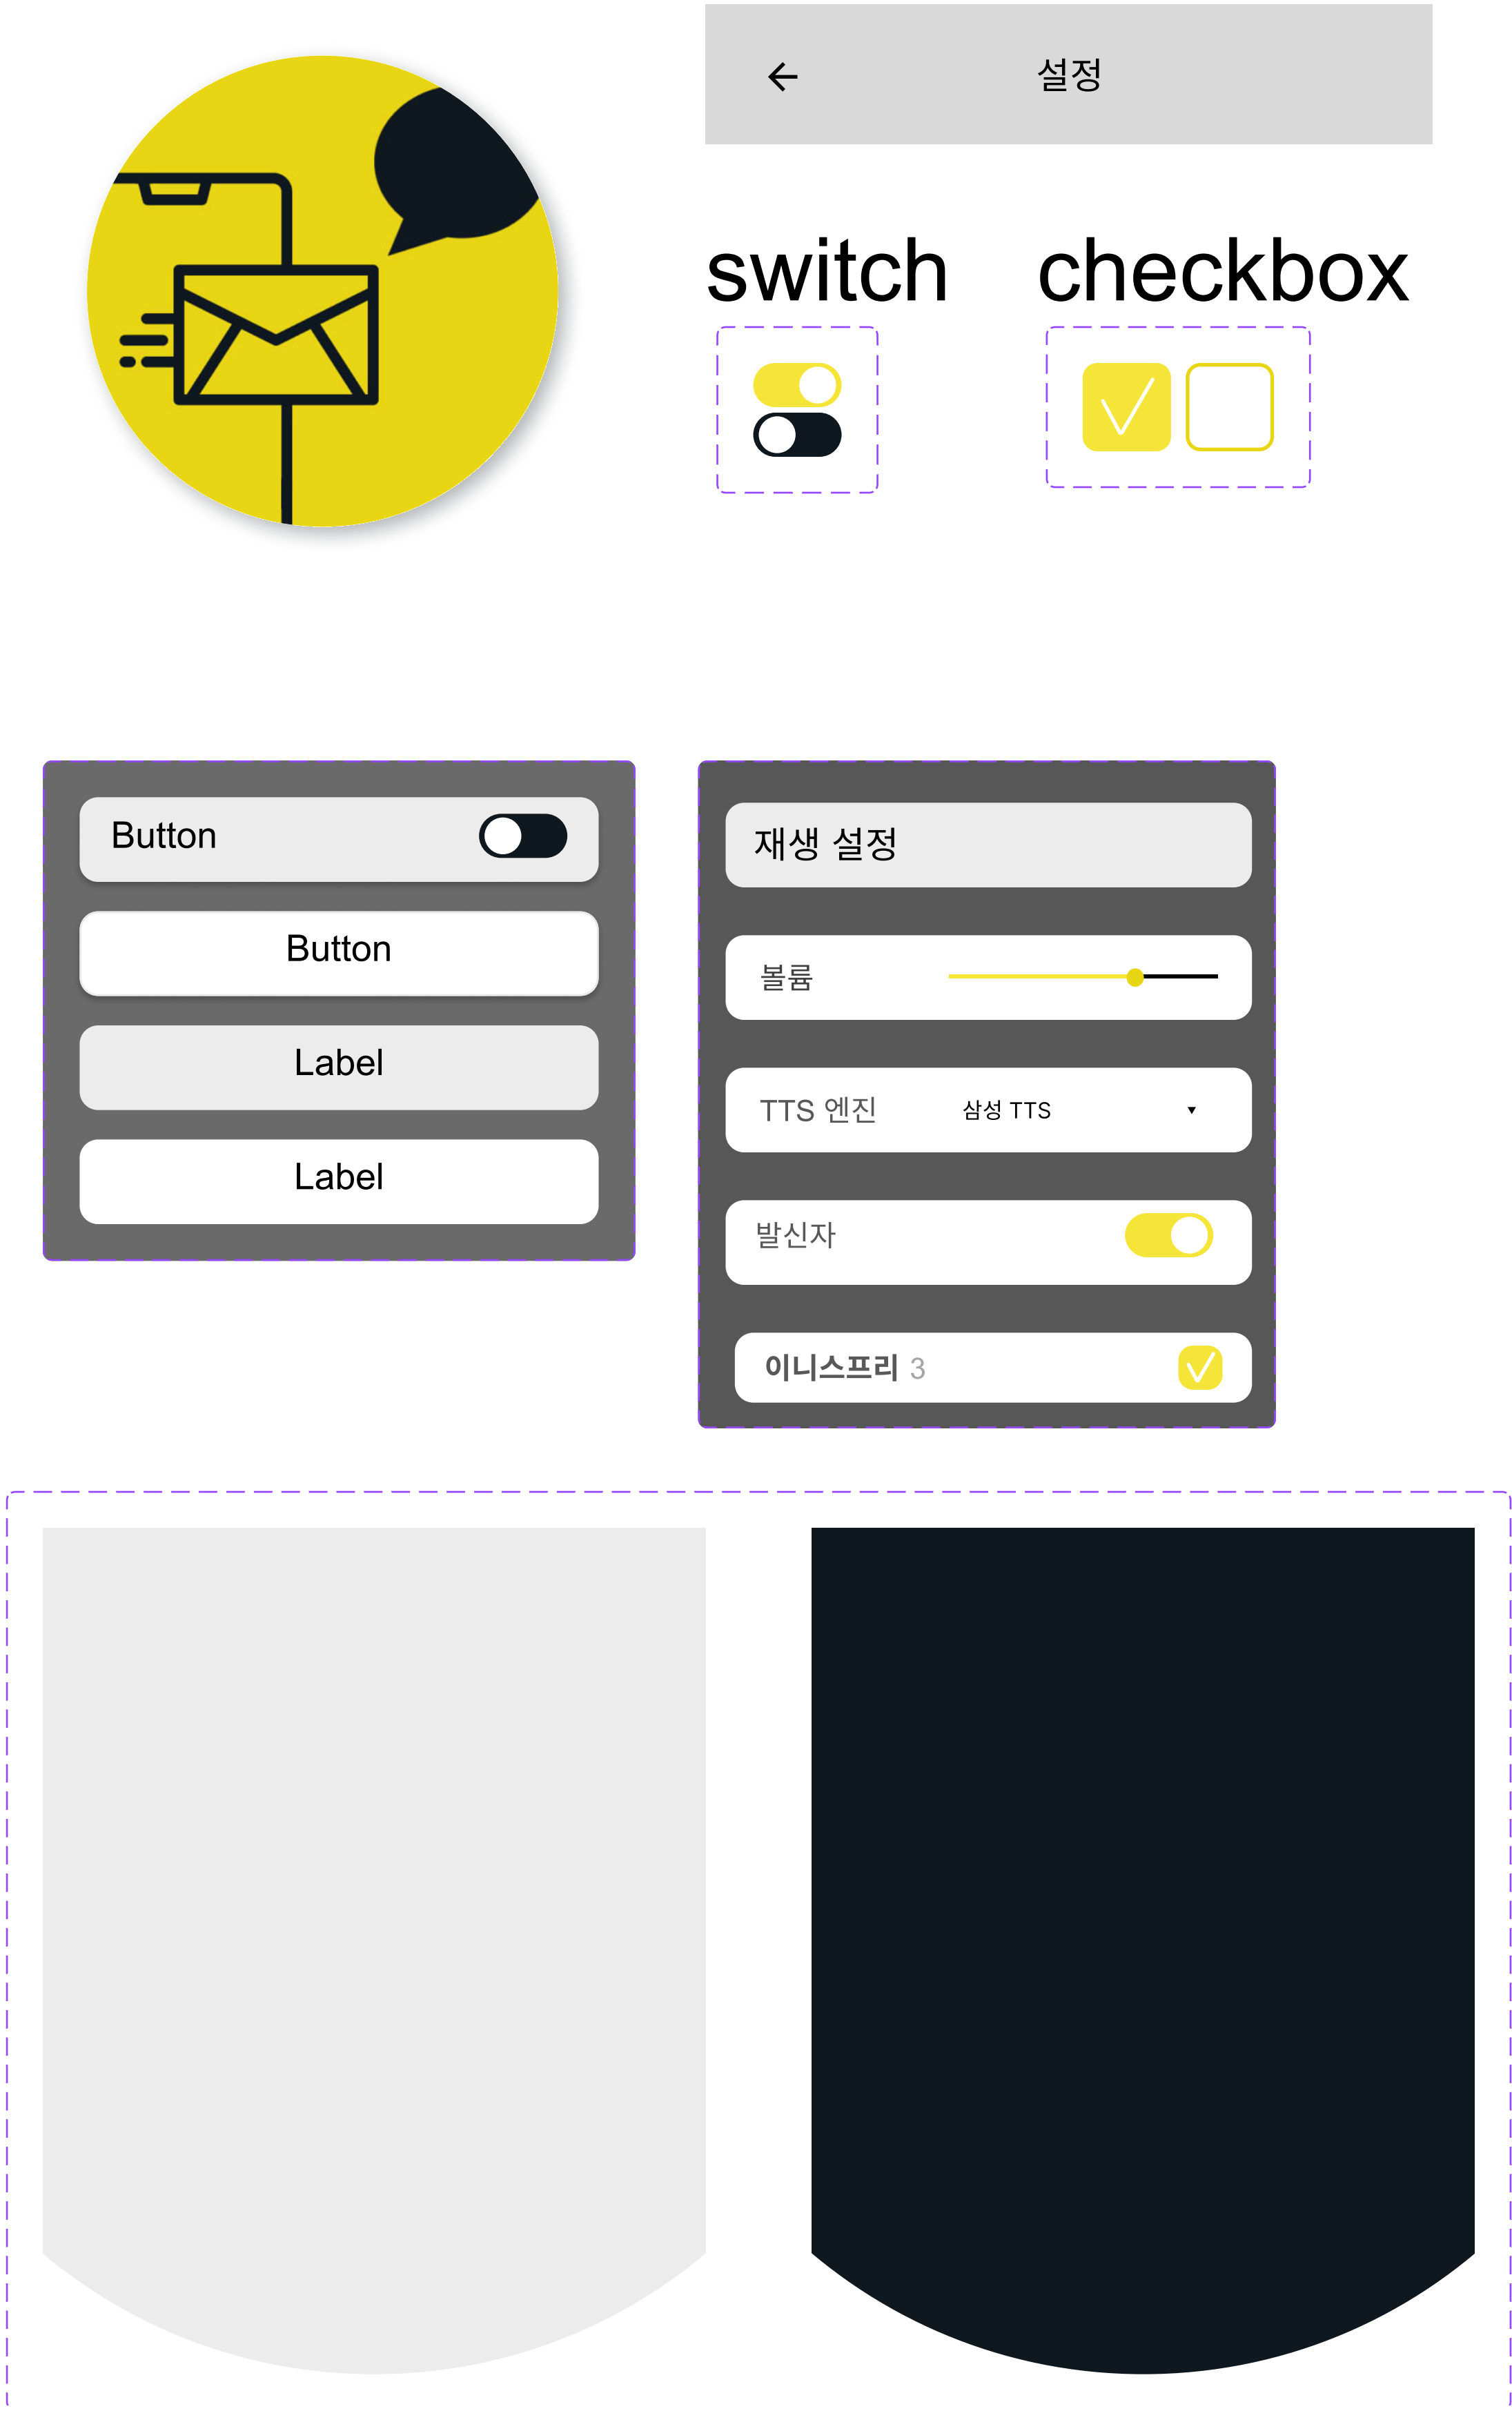 설정
switch
checkbox
Button
Button
Label
Label
재생 설정
볼륨
TTS 엔진 삼성 TTS
발신자
이니스프리 3